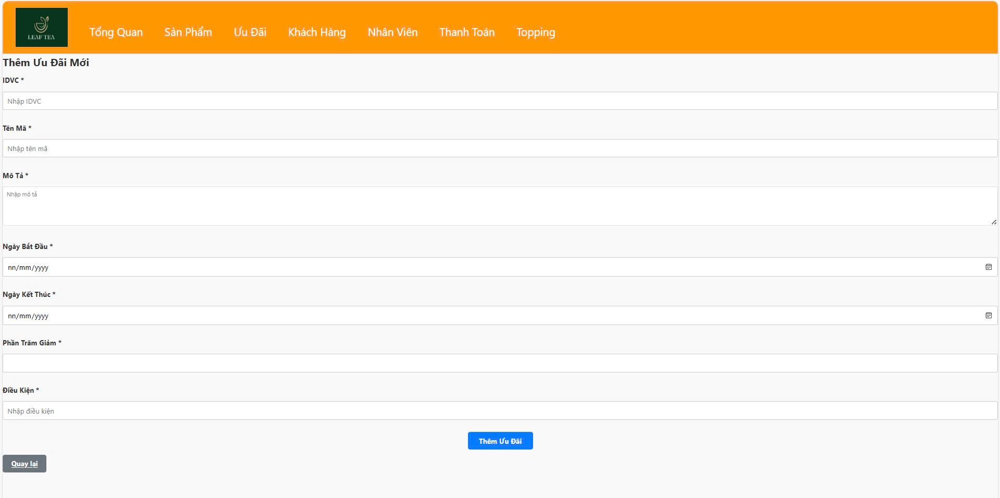 LEAF TEA
Tổng Quan Sản Phẩm Ưu Đãi Khách Hàng Nhân Viên Thanh Toán Topping
Thêm Ưu Đãi Mới
IDVC *
Nhập IDVC
Tên Mã *
Nhập tên mã
Mô Tả *
Nhập mô tả
Ngày Bắt Đầu *
nn/mm/yyyy
Ngày Kết Thúc *
nn/mm/yyyy
Phần Trăm Giảm *
Điều Kiện *
Nhập điều kiện
Thêm Ưu Đãi
Quay lại